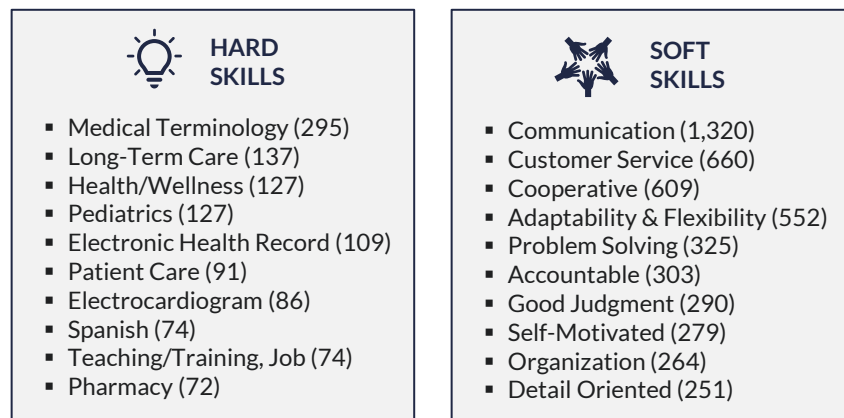 HARD
SKILLS
▪ Medical Terminology (295)
▪ Long-Term Care (137)
▪ Health/Wellness (127)
▪ Pediatrics (127)
▪ Electronic Health Record (109)
▪ Patient Care (91)
▪ Electrocardiogram (86)
▪ Spanish (74)
▪ Teaching/Training, Job (74)
▪ Pharmacy (72)
SOFT
SKILLS
▪ Communication (1,320)
▪ Customer Service (660)
▪ Cooperative (609)
▪ Adaptability & Flexibility (552)
▪ Problem Solving (325)
▪ Accountable (303)
▪ Good Judgment (290)
▪ Self-Motivated (279)
▪ Organization (264)
▪ Detail Oriented (251)